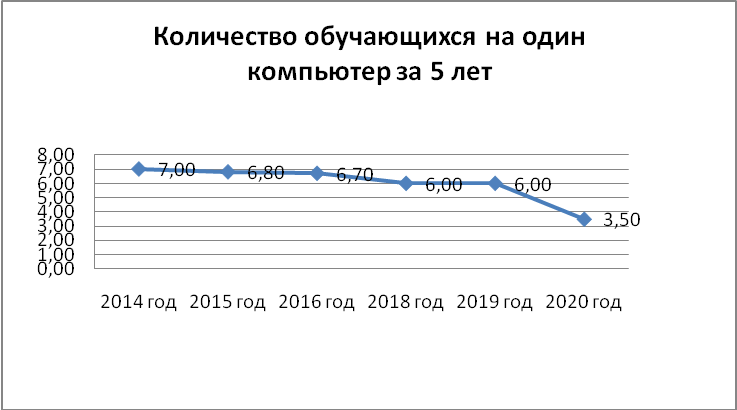 Количество обучающихся на один
компьютер за 5 лет
8,00
7,00
6,00
5,00
4,00
3,00
2,00
1,00
0,00
7,00
6,80
6,70
6,00
6,00
3,50
2014 год
2015 год
2016 год
2018 год
2019 год
2020 год